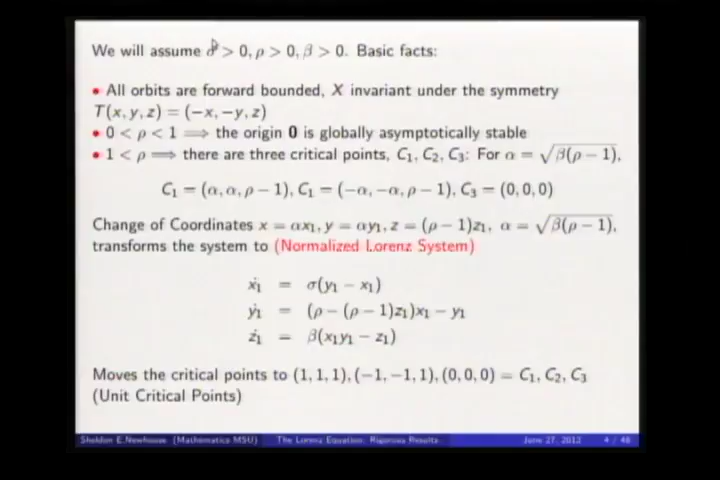 We will assume σ > 0, ρ > 0, β > 0. Basic facts:
• All orbits are forward bounded, X invariant under the symmetry
T(x, y, z) = (−x, −y, z)
• 0 < ρ < 1 ⟹ the origin 0 is globally asymptotically stable
• 1 < ρ ⟹ there are three critical points, C₁, C₂, C₃: For α = √β(ρ − 1),
C₁ = (α, α, ρ − 1), C₁ = (−α, −α, ρ − 1), C₃ = (0, 0, 0)
Change of Coordinates x = αx₁, y = αy₁, z = (ρ − 1)z₁, α = √β(ρ − 1),
transforms the system to (Normalized Lorenz System)
ẋ₁ = σ(y₁ − x₁)
ẏ₁ = (ρ − (ρ − 1)z₁)x₁ − y₁
ż₁ = β(x₁y₁ − z₁)
Moves the critical points to (1, 1, 1), (−1, −1, 1), (0, 0, 0) = C₁, C₂, C₃
(Unit Critical Points)
Sheldon E.Newhouse (Mathematics MSU) The Lorenz Equation: Rigorous Results June 27, 2012 4 / 48